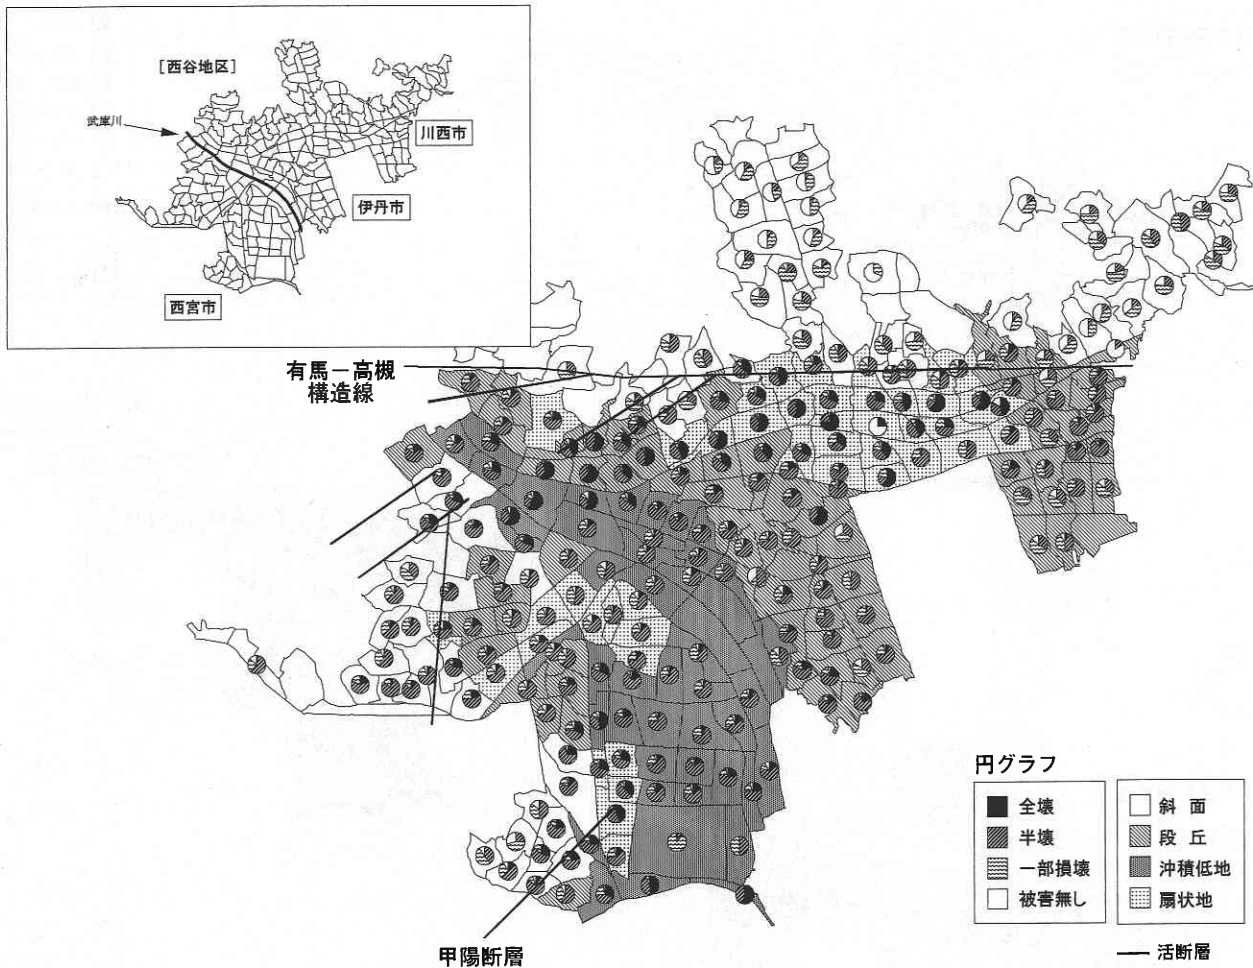 [西谷地区]
武庫川
川西市
伊丹市
西宮市
有馬－高槻
構造線
甲陽断層
円グラフ
全壊
半壊
一部損壊
被害無し
斜　面
段　丘
沖積低地
扇状地
活断層